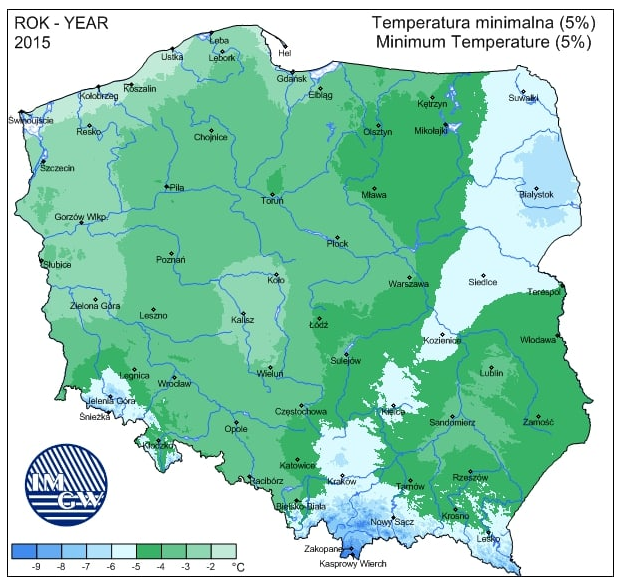 ROK - YEAR
2015
Temperatura minimalna (5%)
Minimum Temperature (5%)
Łeba
Hel
Ustka
Lębork
Gdańsk
Koszalin
Kołobrzeg
Elbląg
Kętrzyn
Suwałki
Świnoujście
Resko
Chojnice
Olsztyn
Mikołajki
Szczecin
Piła
Toruń
Mława
Białystok
Gorzów Wlkp.
Płock
Słubice
Poznań
Koło
Warszawa
Siedlce
Terespol
Zielona Góra
Leszno
Kalisz
Łódź
Kozienice
Włodawa
Sulejów
Legnica
Wrocław
Wieluń
Lublin
Jelenia Góra
Śnieżka
Częstochowa
Kielce
Sandomierz
Zamość
Opole
Kłodzko
Katowice
Racibórz
Kraków
Tarnów
Rzeszów
Bielsko-Biała
Nowy Sącz
Krosno
Lesko
Zakopane
Kasprowy Wierch
IM
GW
-9 -8 -7 -6 -5 -4 -3 -2 °C